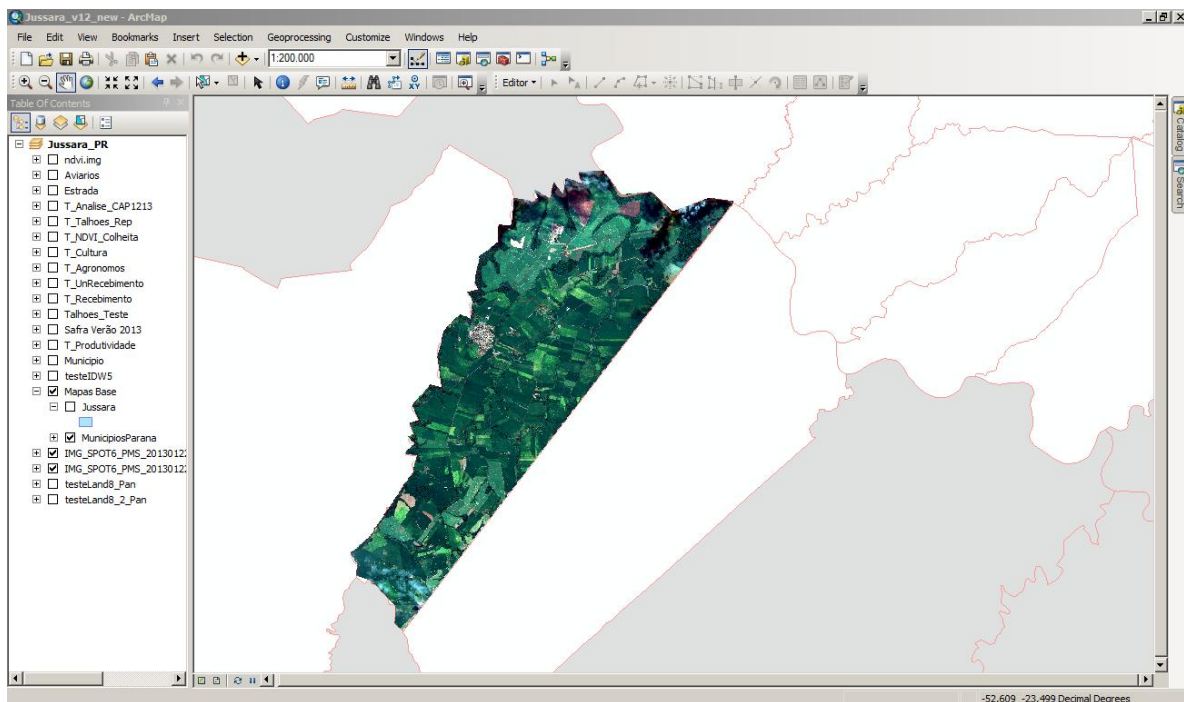 Jussara_v12_new - ArcMap
File Edit View Bookmarks Insert Selection Geoprocessing Customize Windows Help
1:200.000
Editor
Table Of Contents
Jussara_PR
ndvi.img
Aviarios
Estrada
T_Analise_CAP1213
T_Talhoes_Rep
T_NDVI_Colheita
T_Cultura
T_Agronomos
T_UnRecebimento
T_Recebimento
Talhoes_Teste
Safra Verão 2013
T_Produtividade
Municipio
testeIDW5
Mapas Base
Jussara
MunicipiosParana
IMG_SPOT6_PMS_2013012
IMG_SPOT6_PMS_2013012
testeLand8_Pan
testeLand8_2_Pan
Catalog
Search
-52,609 -23,499 Decimal Degrees